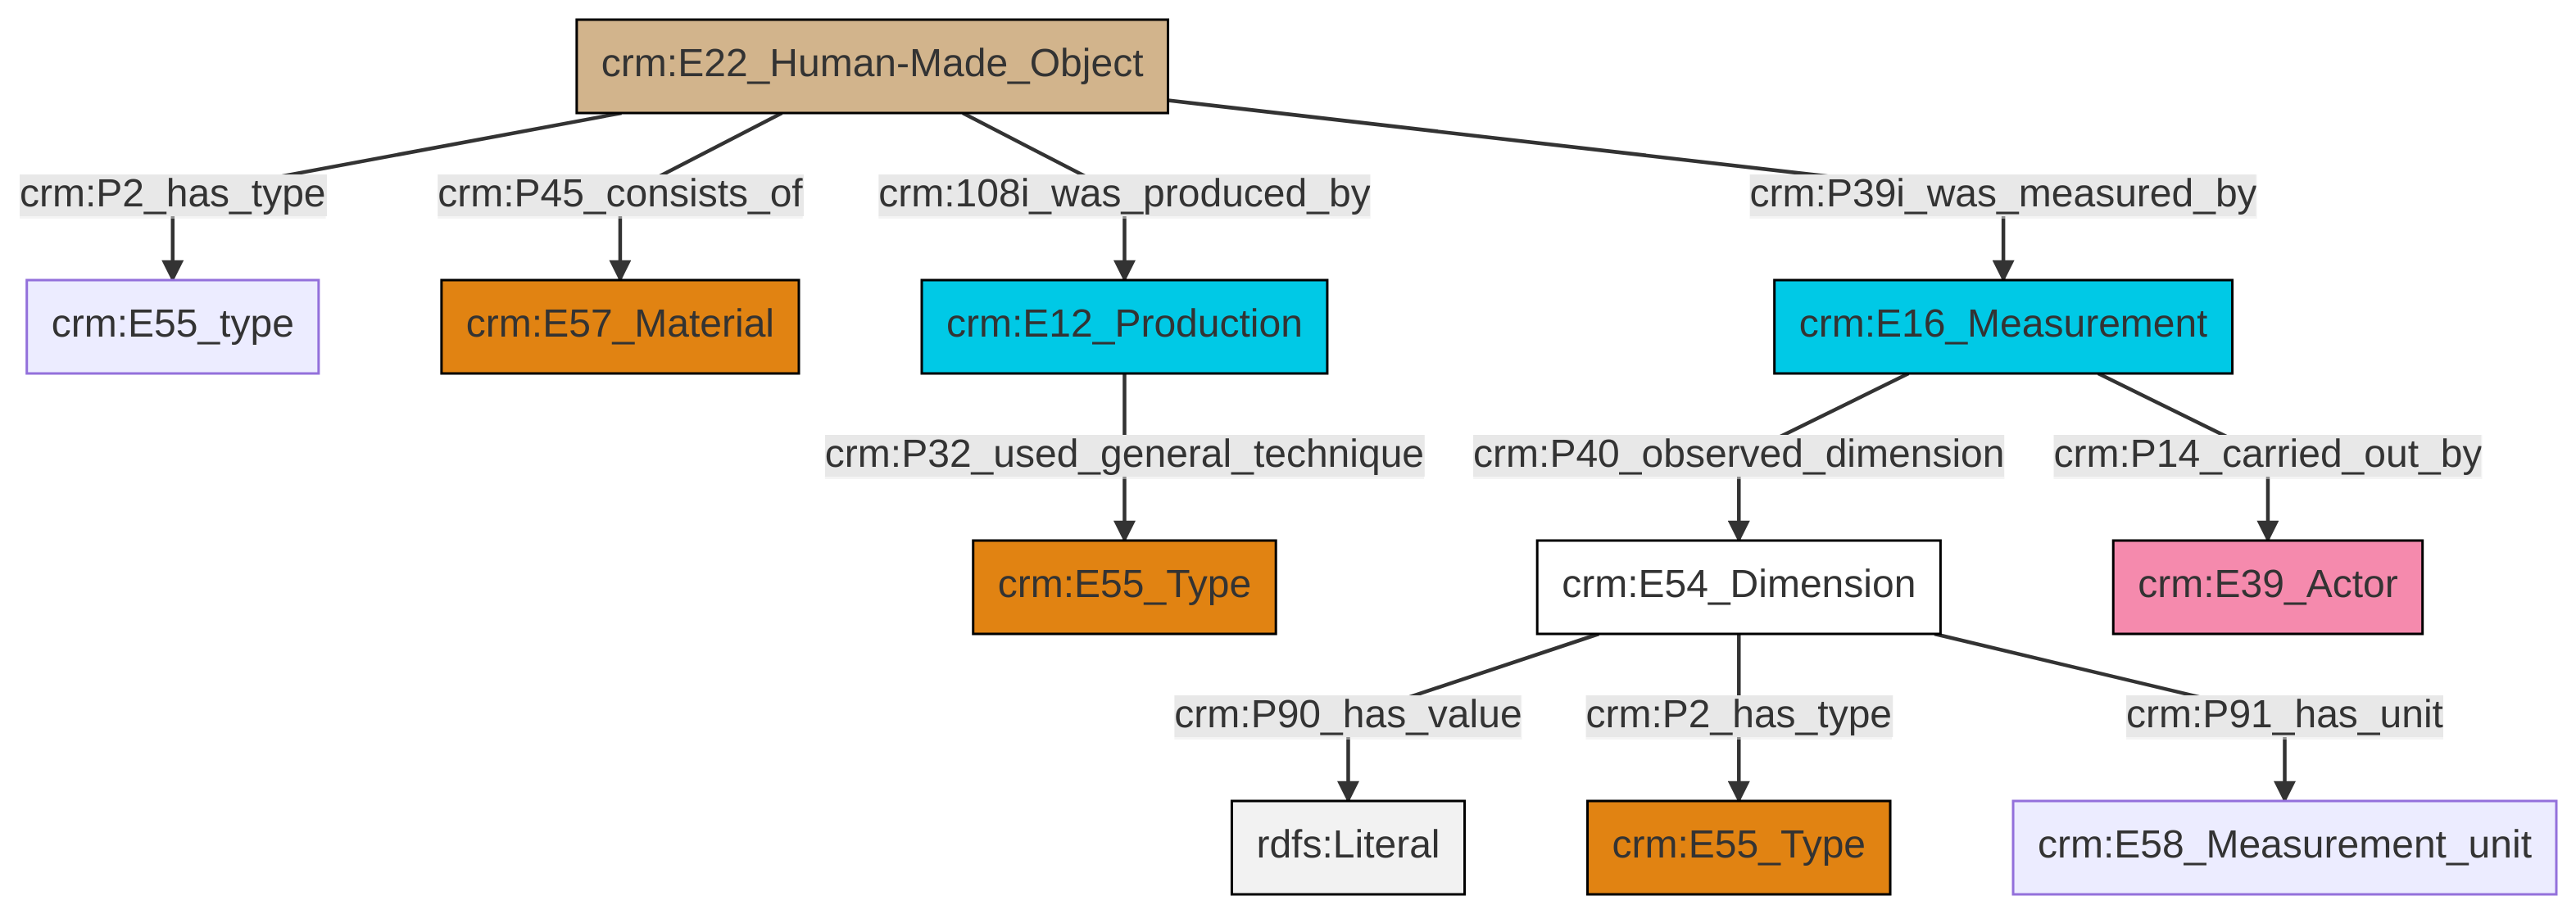 crm:E22_Human-Made_Object
crm:P2_has_type
crm:P45_consists_of
crm:108i_was_produced_by
crm:P39i_was_measured_by
crm:E55_type
crm:E57_Material
crm:E12_Production
crm:E16_Measurement
crm:P32_used_general_technique
crm:P40_observed_dimension
crm:P14_carried_out_by
crm:E55_Type
crm:E54_Dimension
crm:E39_Actor
crm:P90_has_value
crm:P2_has_type
crm:P91_has_unit
rdfs:Literal
crm:E55_Type
crm:E58_Measurement_unit